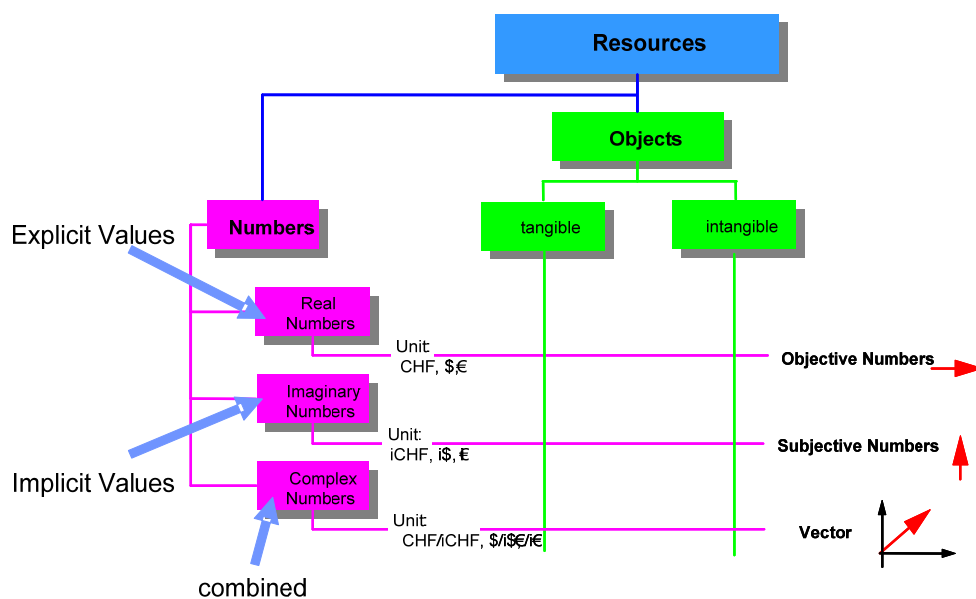 Resources
Objects
Numbers
tangible
intangible
Explicit Values
Real
Numbers
Unit:
CHF, $,€
Objective Numbers
Imaginary
Numbers
Unit:
iCHF, i$, €
Subjective Numbers
Implicit Values
Complex
Numbers
Unit:
CHF/iCHF, $/i$€/i€
Vector
combined